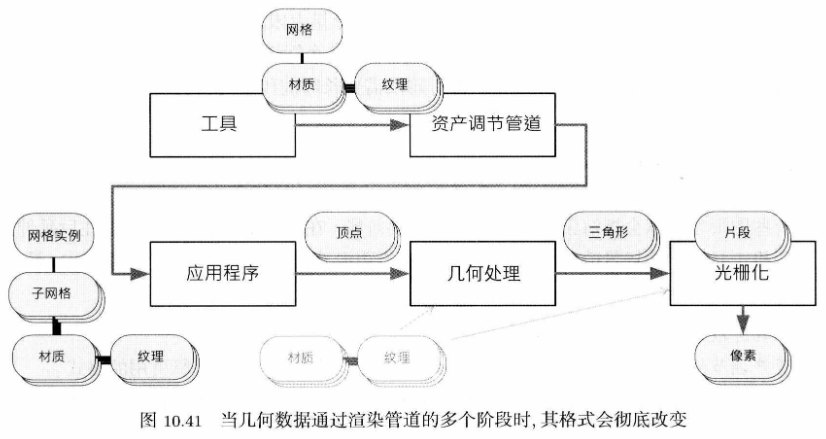 网格
材质
纹理
工具
资产调节管道
网格实例
顶点
三角形
片段
子网格
应用程序
几何处理
光栅化
材质
纹理
材质
纹理
像素
图 10.41 当几何数据通过渲染管道的多个阶段时,其格式会彻底改变